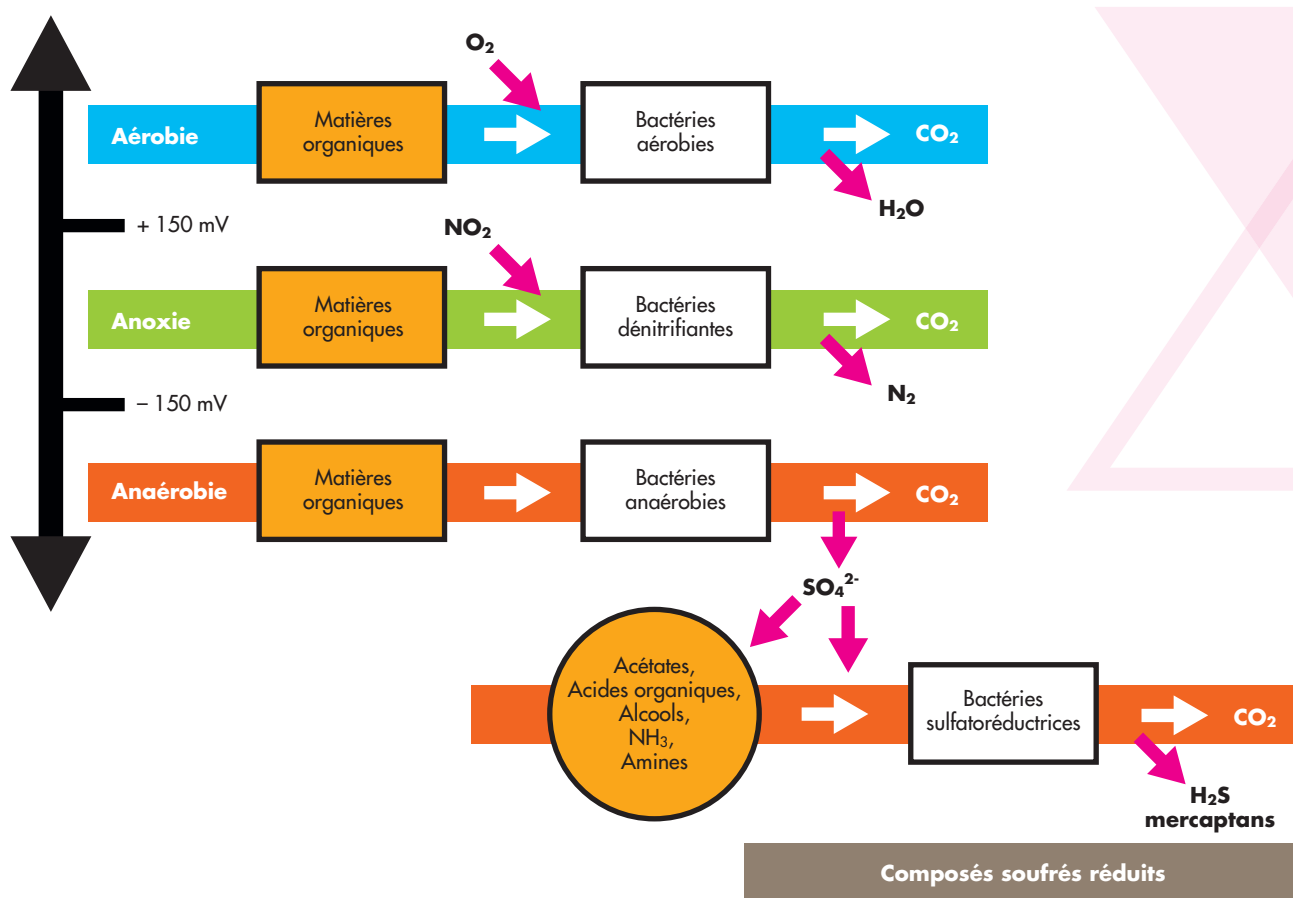 O₂
Aérobie
Matières
organiques
Bactéries
aérobies
CO₂
H₂O
+ 150 mV
NO₂
Anoxie
Matières
organiques
Bactéries
dénitrifiantes
CO₂
N₂
– 150 mV
Anaérobie
Matières
organiques
Bactéries
anaérobies
CO₂
SO₄²⁻
Acétates,
Acides organiques,
Alcools,
NH₃,
Amines
Bactéries
sulfatoréductrices
CO₂
H₂S
mercaptans
Composés soufrés réduits